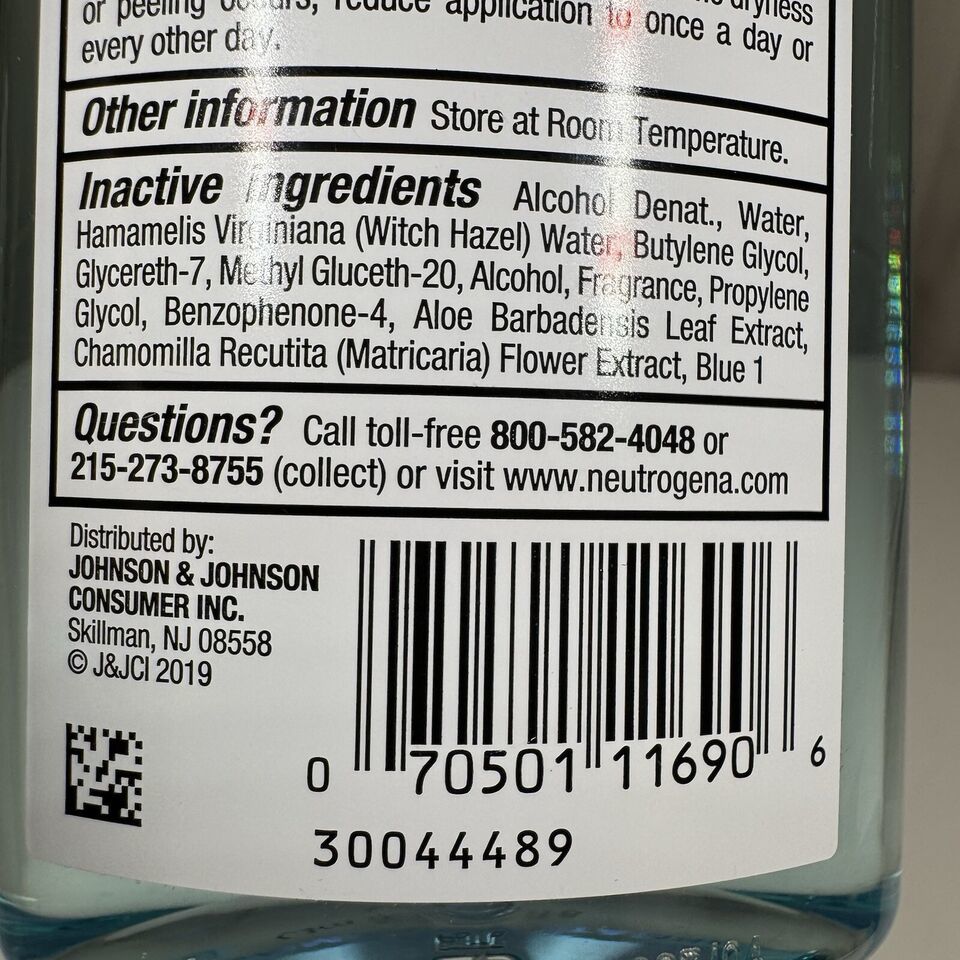 or peeling occurs, reduce application to once a day or
every other day.
Other information Store at Room Temperature.
Inactive ingredients Alcohol Denat., Water,
Hamamelis Virginiana (Witch Hazel) Water, Butylene Glycol,
Glycereth-7, Methyl Gluceth-20, Alcohol, Fragrance, Propylene
Glycol, Benzophenone-4, Aloe Barbadensis Leaf Extract,
Chamomilla Recutita (Matricaria) Flower Extract, Blue 1
Questions? Call toll-free 800-582-4048 or
215-273-8755 (collect) or visit www.neutrogena.com
Distributed by:
JOHNSON & JOHNSON
CONSUMER INC.
Skillman, NJ 08558
© J&JCI 2019
0 70501 11690 6
30044489